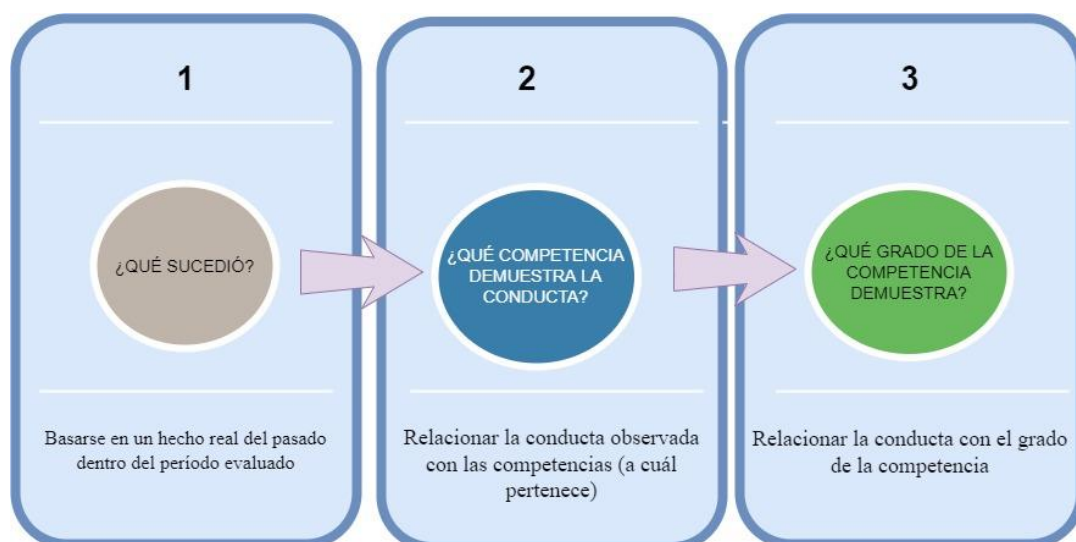 1
¿QUÉ SUCEDIÓ?
Basarse en un hecho real del pasado
dentro del período evaluado
2
¿QUÉ COMPETENCIA
DEMUESTRA LA
CONDUCTA?
Relacionar la conducta observada
con las competencias (a cuál
pertenece)
3
¿QUÉ GRADO DE LA
COMPETENCIA
DEMUESTRA?
Relacionar la conducta con el grado
de la competencia